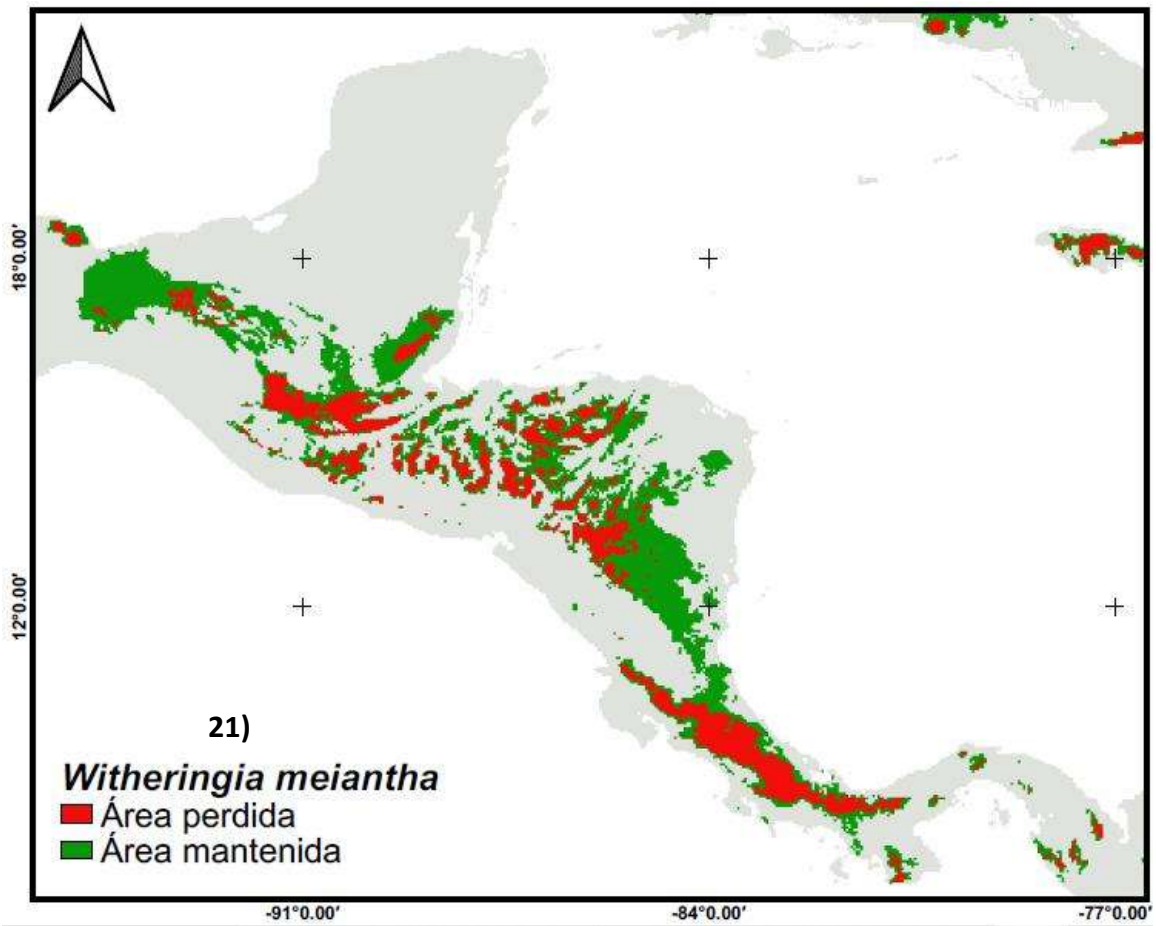 18°0.00'
12°0.00'
21)
Witheringia meiantha
Área perdida
Área mantenida
-91°0.00'
-84°0.00'
-77°0.00'